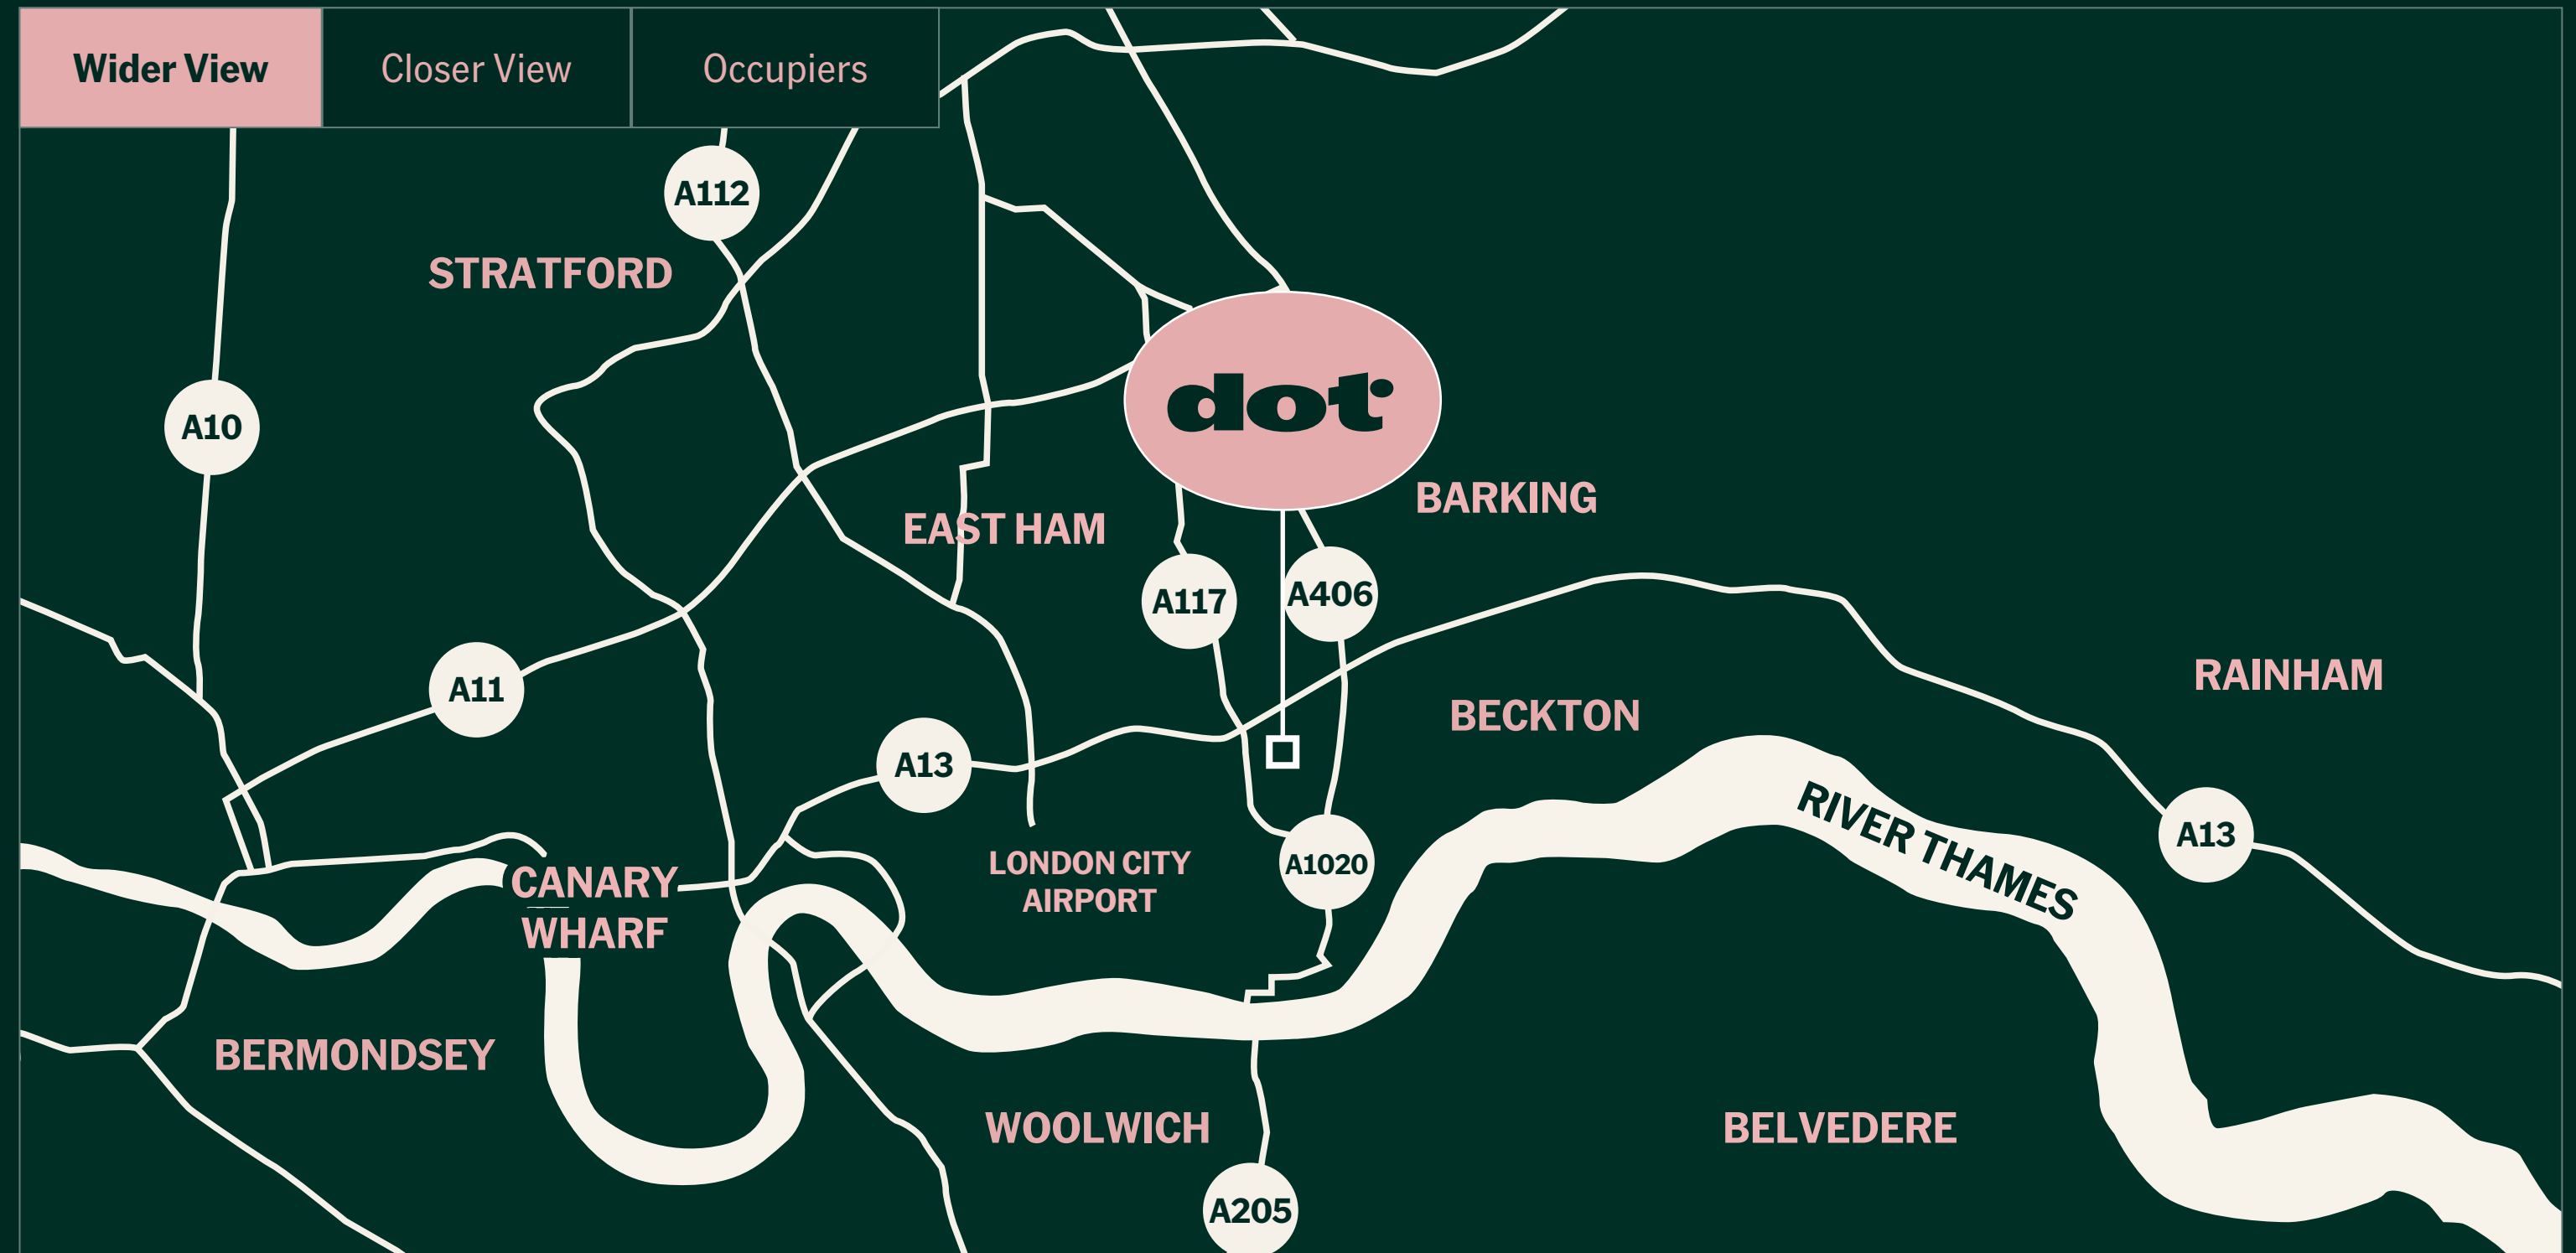 Wider View
Closer View
Occupiers
A112
STRATFORD
A10
dot
BARKING
EAST HAM
A117
A406
A11
RAINHAM
BECKTON
A13
RIVER THAMES
A13
LONDON CITY
AIRPORT
A1020
CANARY
WHARF
BERMONDSEY
WOOLWICH
BELVEDERE
A205